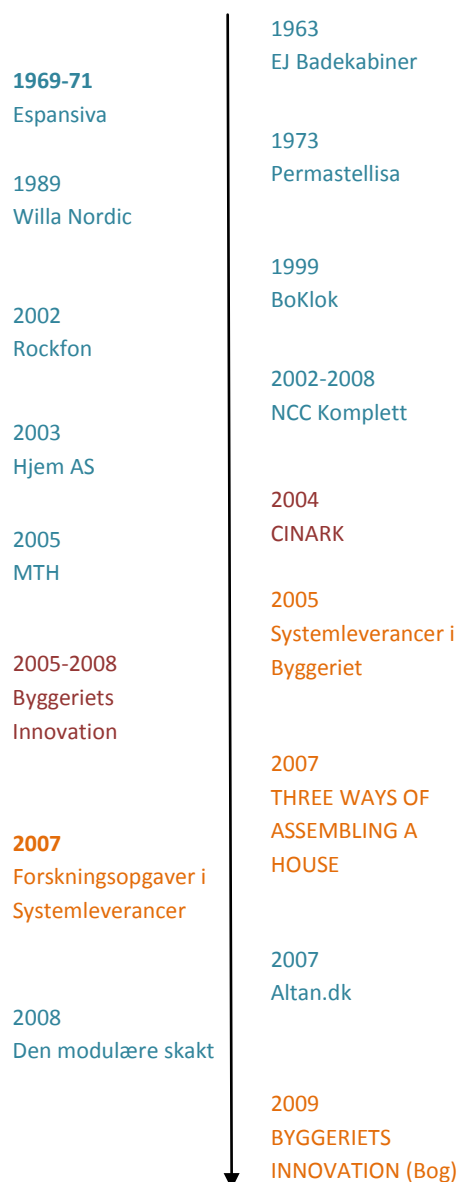 1963
EJ Badekabiner
1969-71
Espansiva
1973
Permastellisa
1989
Willa Nordic
1999
BoKlok
2002
Rockfon
2002-2008
NCC Komplett
2003
Hjem AS
2004
CINARK
2005
MTH
2005
Systemleverancer i
Byggeriet
2005-2008
Byggeriets
Innovation
2007
THREE WAYS OF
ASSEMBLING A
HOUSE
2007
Forskningsopgaver i
Systemleverancer
2007
Altan.dk
2008
Den modulære skakt
2009
BYGGERIETS
INNOVATION (Bog)